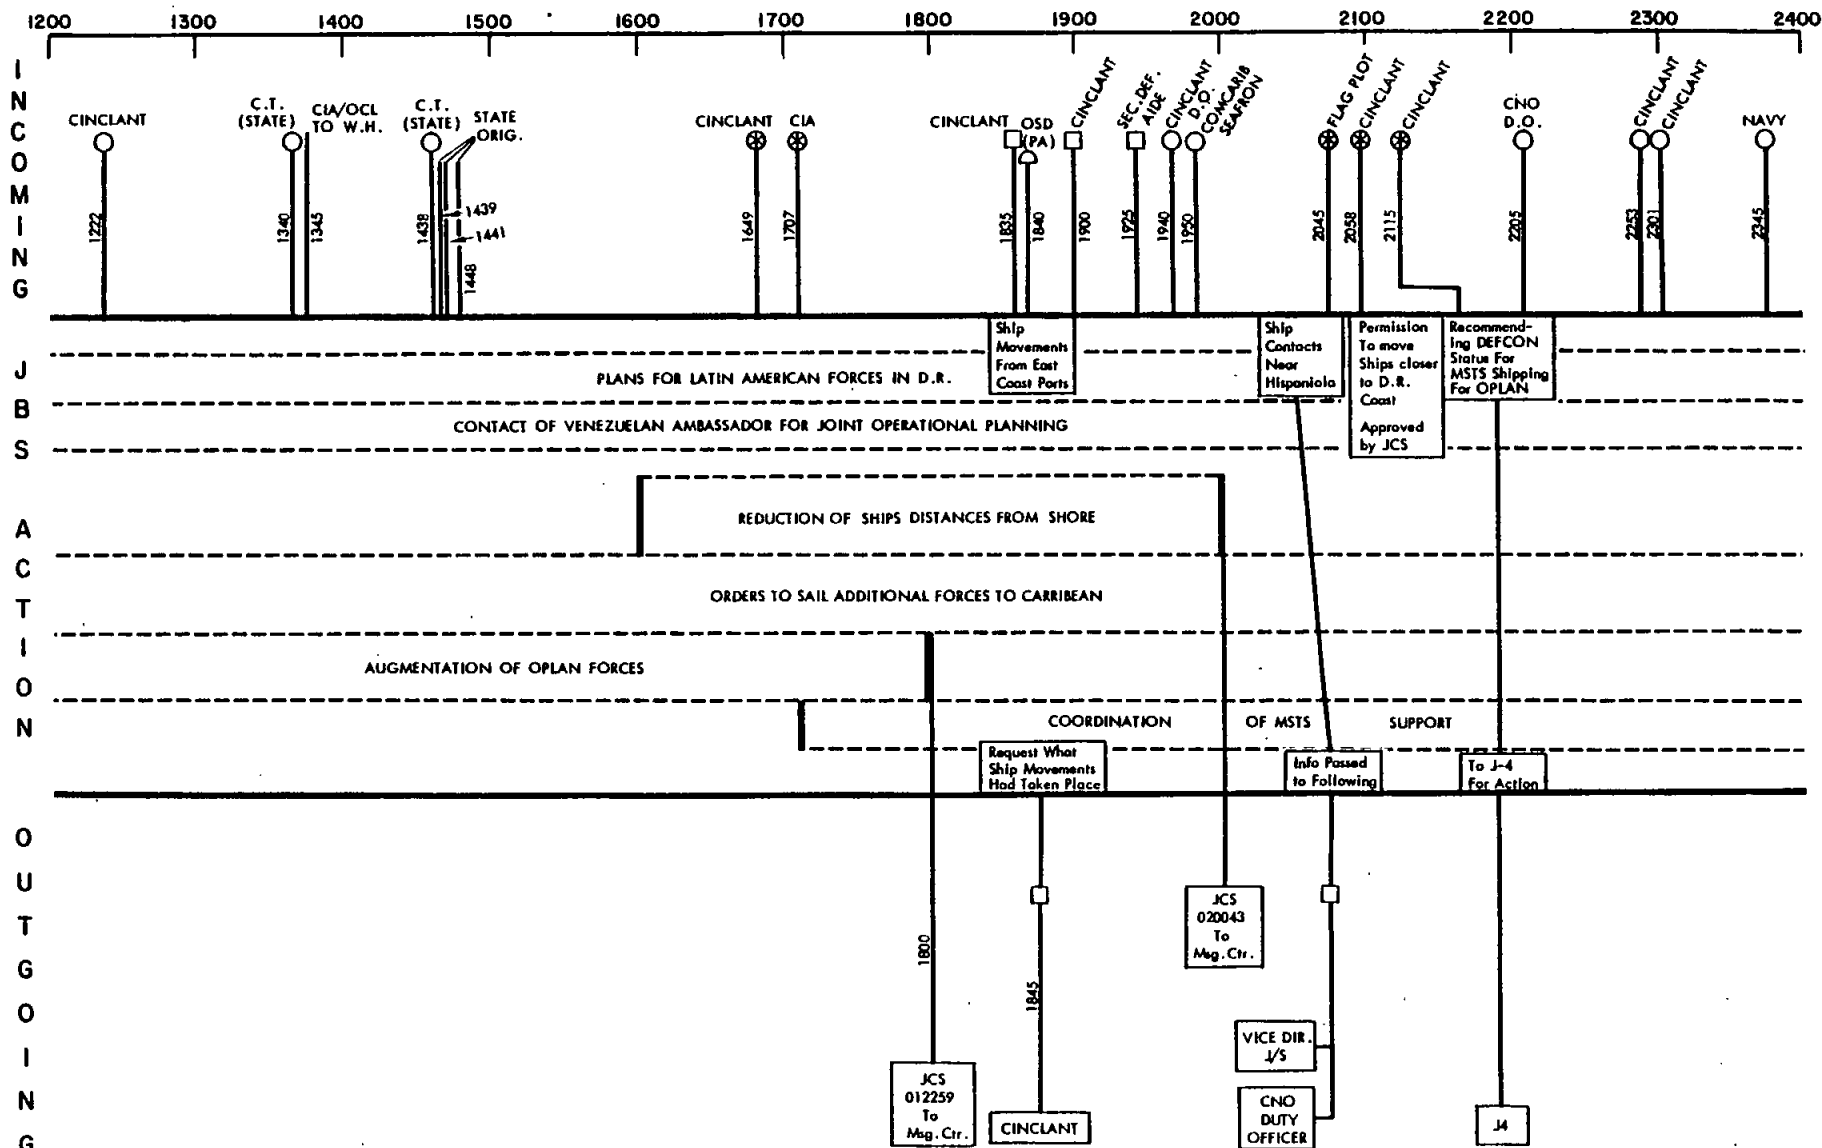 1200 1300 1400 1500 1600 1700 1800 1900 2000 2100 2200 2300 2400
INCOMING
CINCLANT
1222
C.T.
(STATE)
1340
CIA/OCL
TO W.H.
1345
C.T.
(STATE)
1438
STATE
ORIG.
1439
1441
1448
CINCLANT
1649
CIA
1707
CINCLANT
1835
OSD
(PA)
1840
CINCLANT
1900
SEC. DEF.
AIDE
1925
CINCLANT
D.O.
1940
COMCARIB
SEAFRON
1950
FLAG PLOT
2045
CINCLANT
2058
CINCLANT
2115
CNO
D.O.
2205
CINCLANT
2253
CINCLANT
2301
NAVY
2345
JBS
ACTION
Ship
Movements
From East
Coast Ports
Ship
Contacts
Near
Hispaniola
Permission
To move
Ships closer
to D.R.
Coast
Approved
by JCS
Recommend-
ing DEFCON
Status For
MSTS Shipping
For OPLAN
PLANS FOR LATIN AMERICAN FORCES IN D.R.
CONTACT OF VENEZUELAN AMBASSADOR FOR JOINT OPERATIONAL PLANNING
REDUCTION OF SHIPS DISTANCES FROM SHORE
ORDERS TO SAIL ADDITIONAL FORCES TO CARRIBEAN
AUGMENTATION OF OPLAN FORCES
COORDINATION OF MSTS SUPPORT
Request What
Ship Movements
Had Taken Place
Info Passed
to Following
To J-4
For Action
OUTGOING
1800
JCS
012259
To
Msg. Ctr.
1845
CINCLANT
JCS
020043
To
Msg. Ctr.
VICE DIR.
J/S
CNO
DUTY
OFFICER
J4